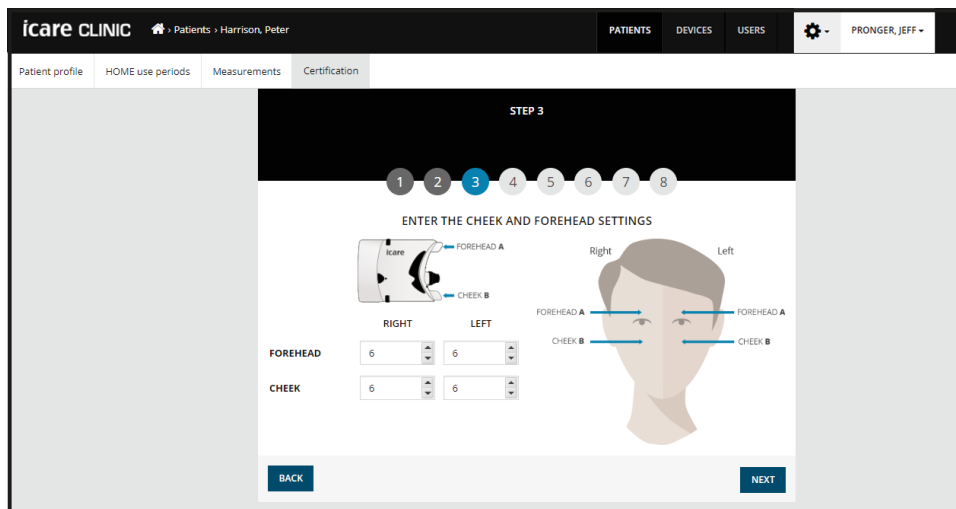 icare CLINIC › Patients › Harrison, Peter PATIENTS DEVICES USERS PRONGER, JEFF
Patient profile HOME use periods Measurements Certification
STEP 3
1 2 3 4 5 6 7 8
ENTER THE CHEEK AND FOREHEAD SETTINGS
icare
FOREHEAD A
CHEEK B
Right Left
FOREHEAD A FOREHEAD A
CHEEK B CHEEK B
RIGHT LEFT
FOREHEAD 6 6
CHEEK 6 6
BACK NEXT